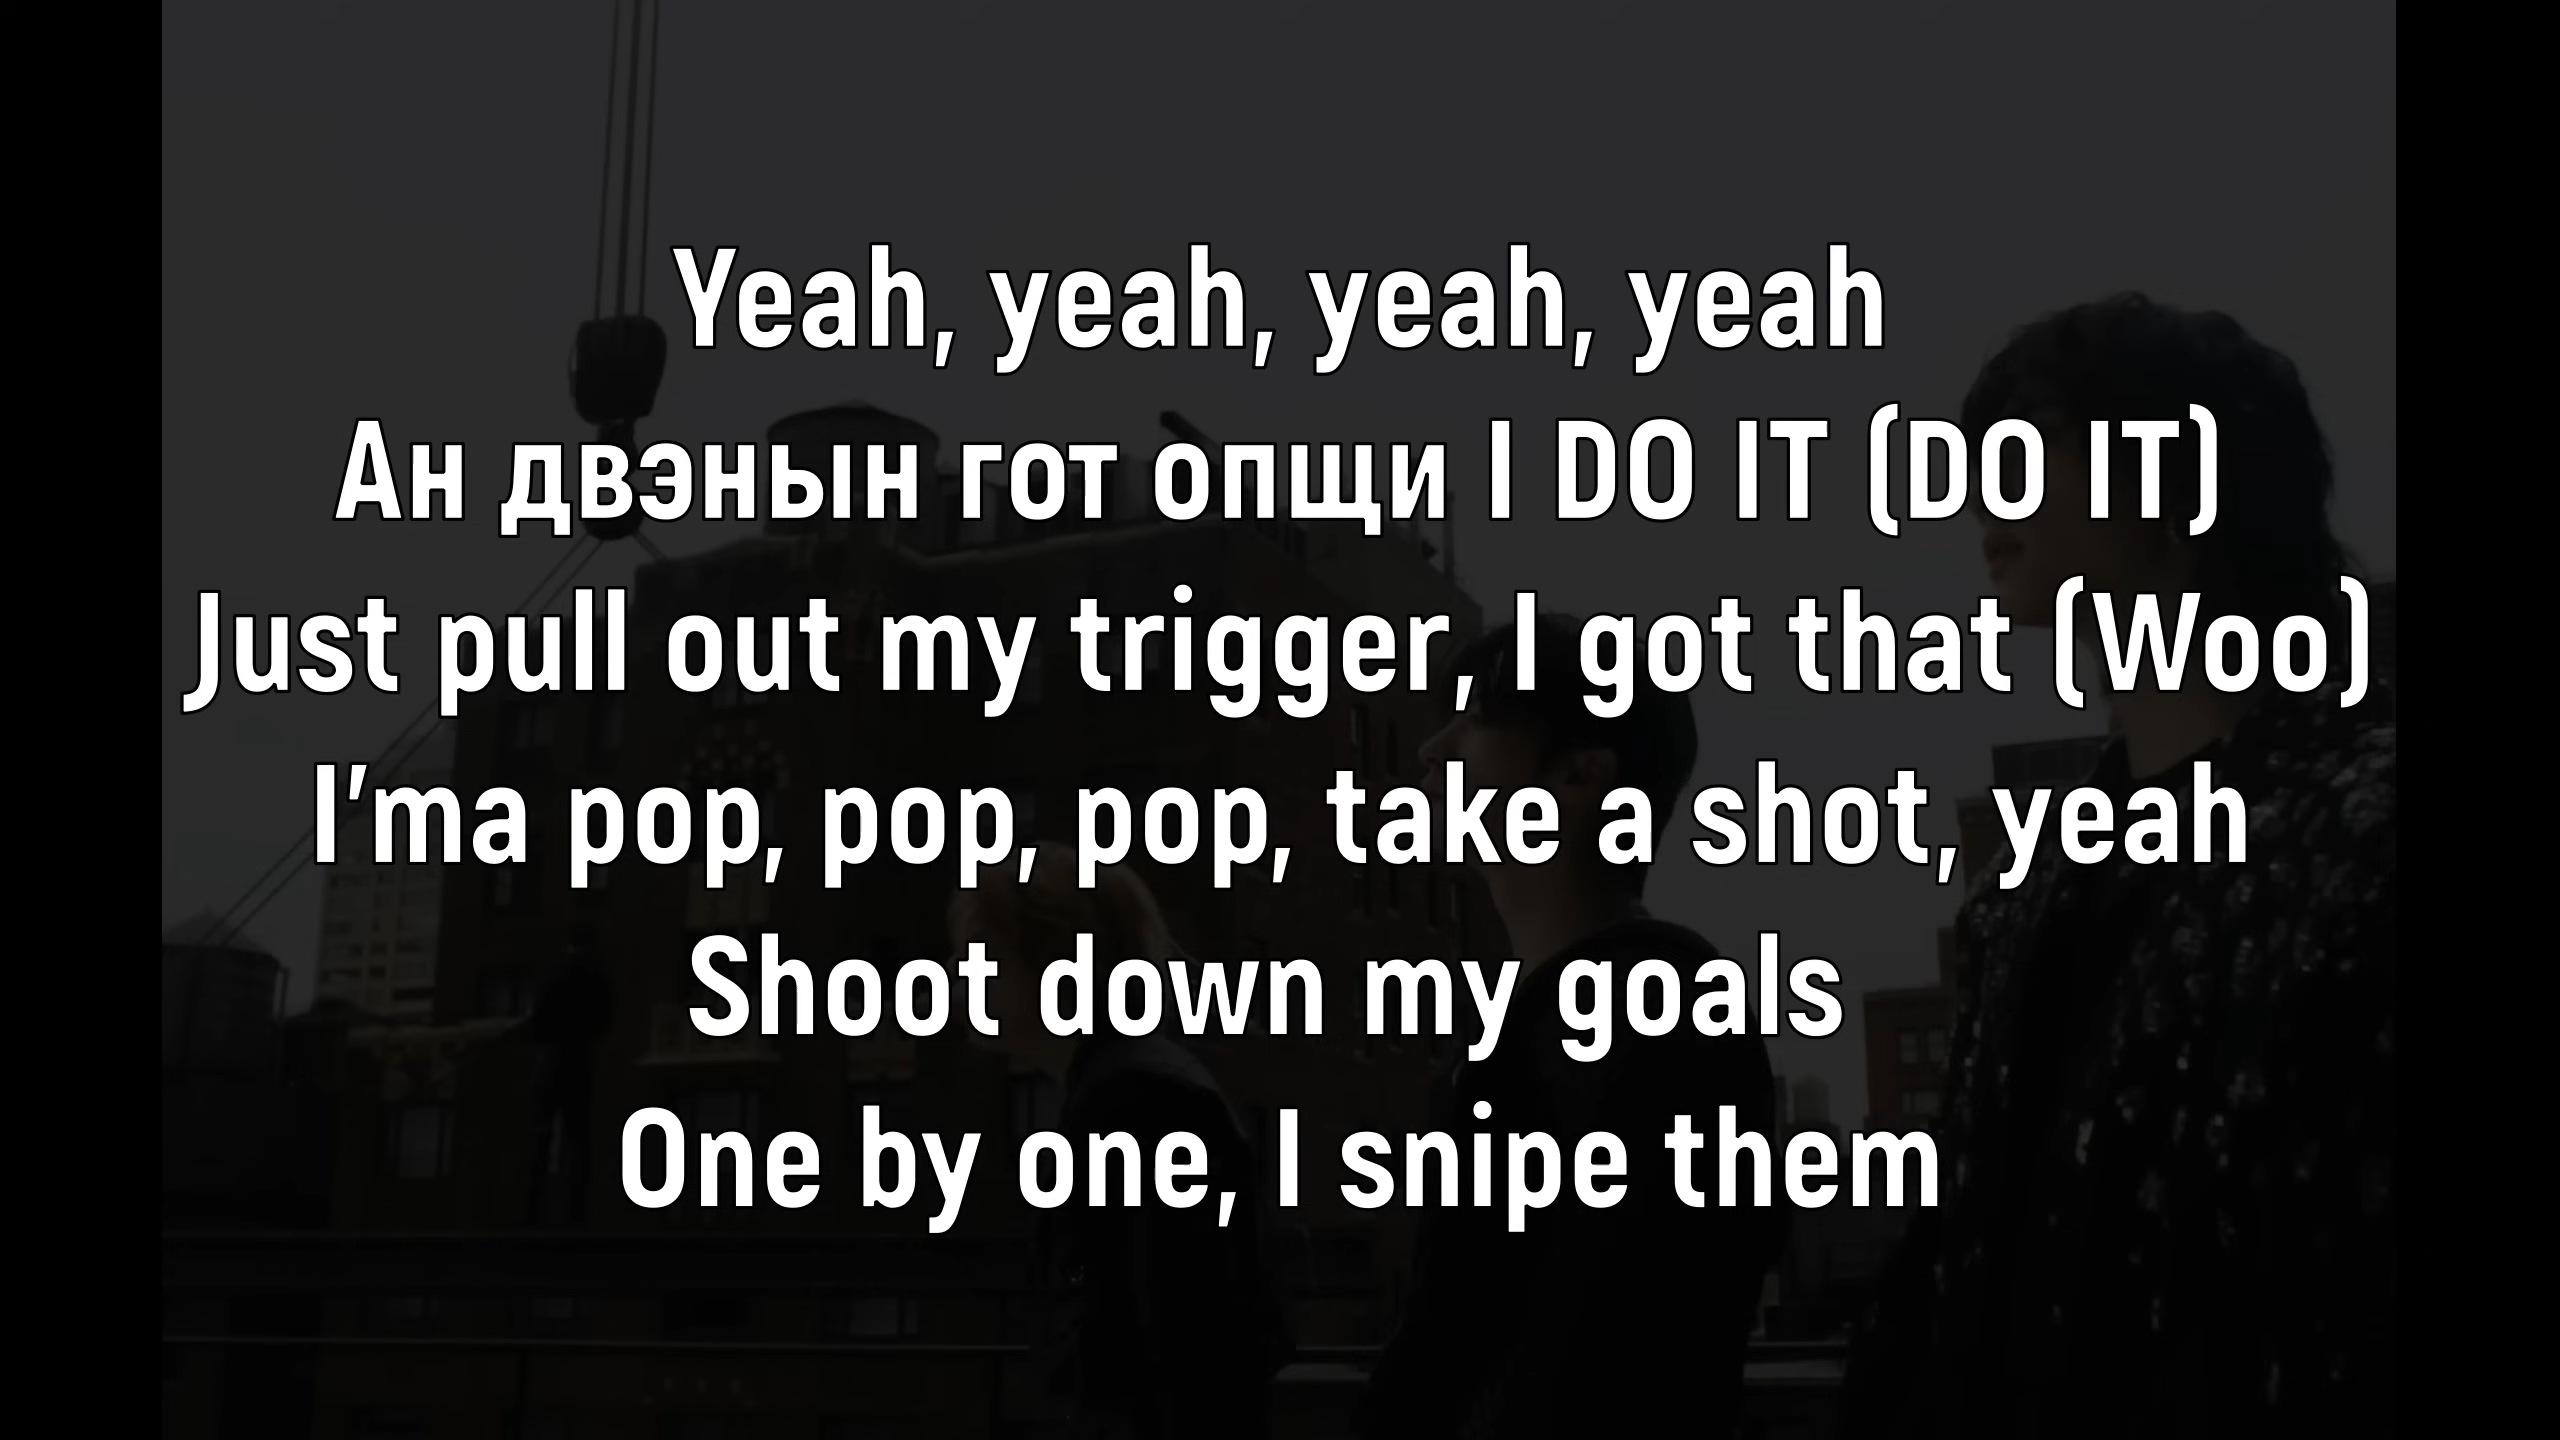 Yeah, yeah, yeah, yeah
Ан двэнын гот опщи I DO IT (DO IT)
Just pull out my trigger, I got that (Woo)
I'ma pop, pop, pop, take a shot, yeah
Shoot down my goals
One by one, I snipe them